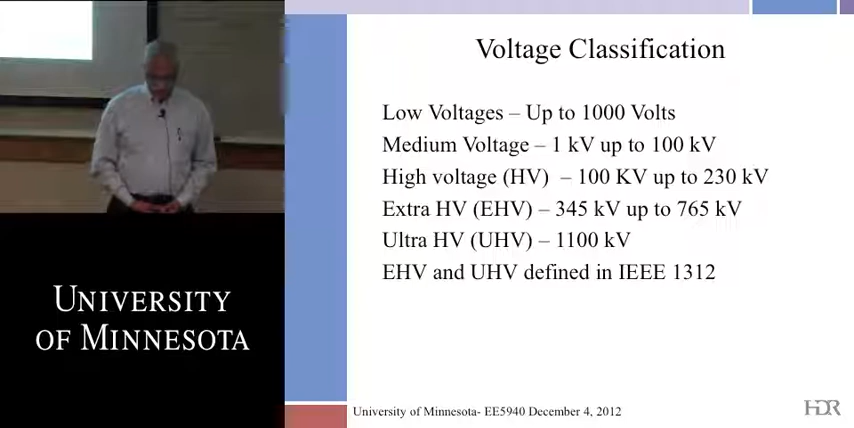 Voltage Classification
Low Voltages – Up to 1000 Volts
Medium Voltage – 1 kV up to 100 kV
High voltage (HV)  – 100 KV up to 230 kV
Extra HV (EHV) – 345 kV up to 765 kV
Ultra HV (UHV) – 1100 kV
EHV and UHV defined in IEEE 1312
UNIVERSITY
OF MINNESOTA
University of Minnesota- EE5940 December 4, 2012
HDR